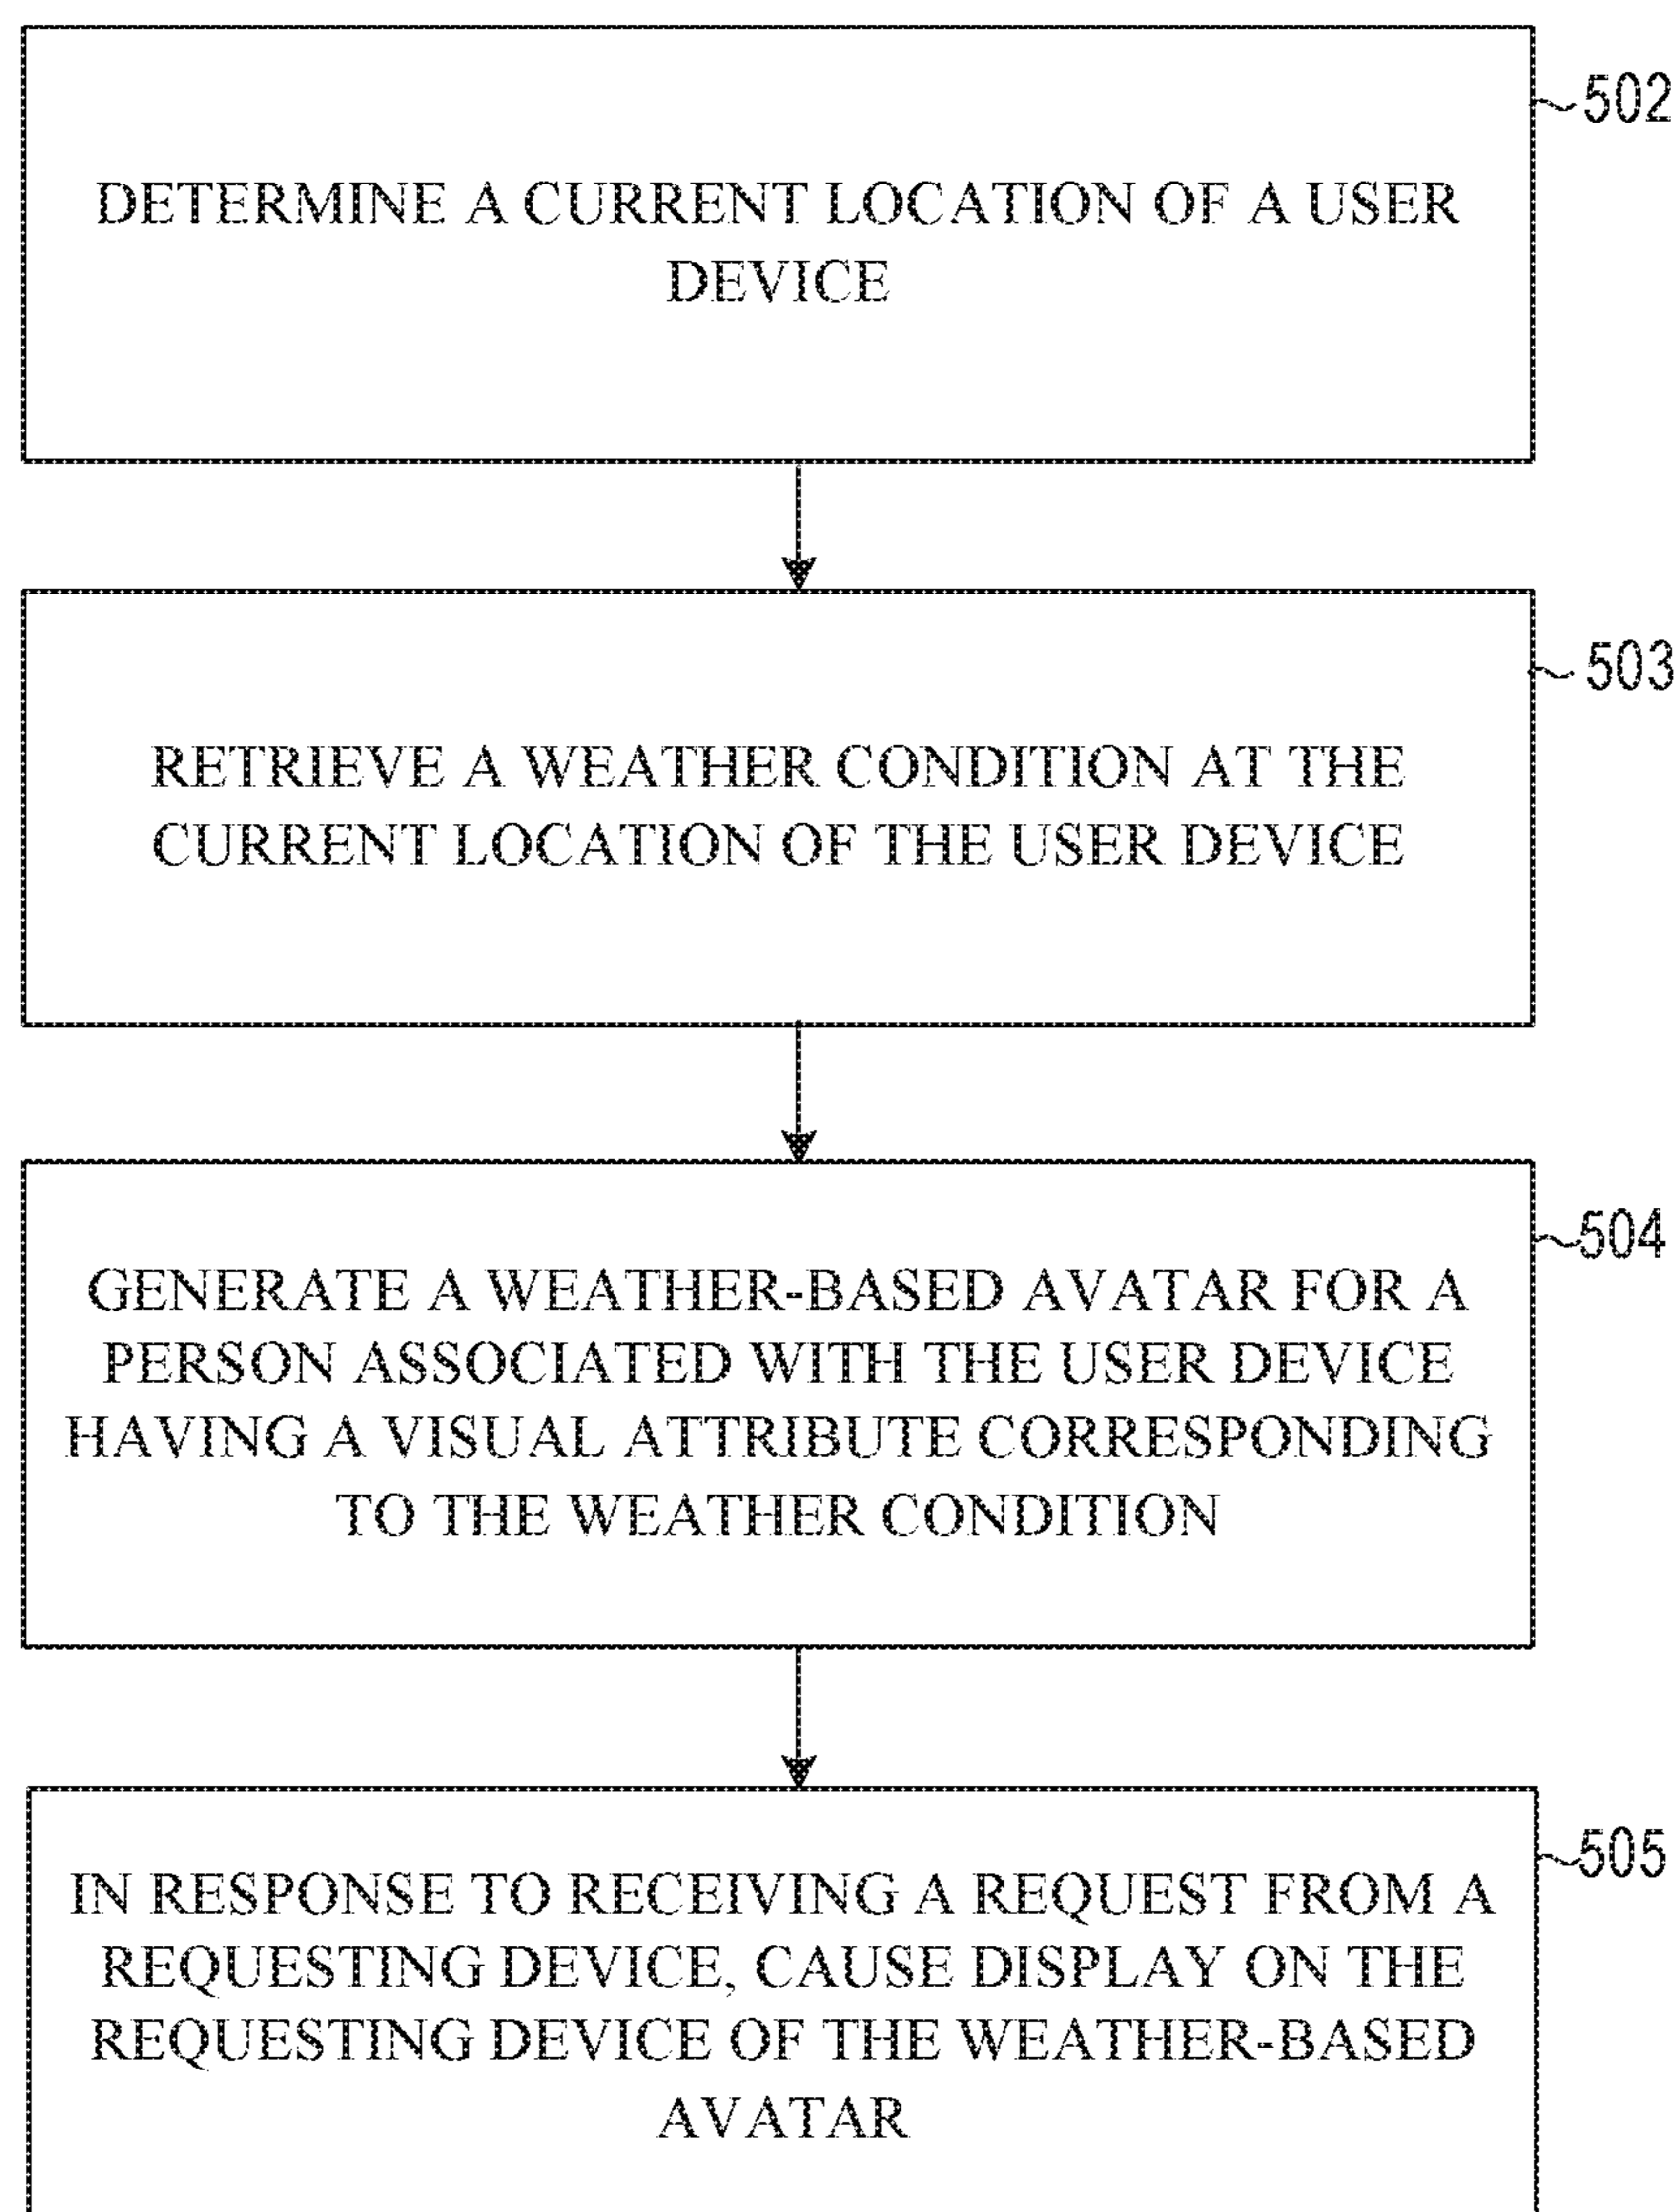 502
DETERMINE A CURRENT LOCATION OF A USER
DEVICE
503
RETRIEVE A WEATHER CONDITION AT THE
CURRENT LOCATION OF THE USER DEVICE
504
GENERATE A WEATHER-BASED AVATAR FOR A
PERSON ASSOCIATED WITH THE USER DEVICE
HAVING A VISUAL ATTRIBUTE CORRESPONDING
TO THE WEATHER CONDITION
505
IN RESPONSE TO RECEIVING A REQUEST FROM A
REQUESTING DEVICE, CAUSE DISPLAY ON THE
REQUESTING DEVICE OF THE WEATHER-BASED
AVATAR